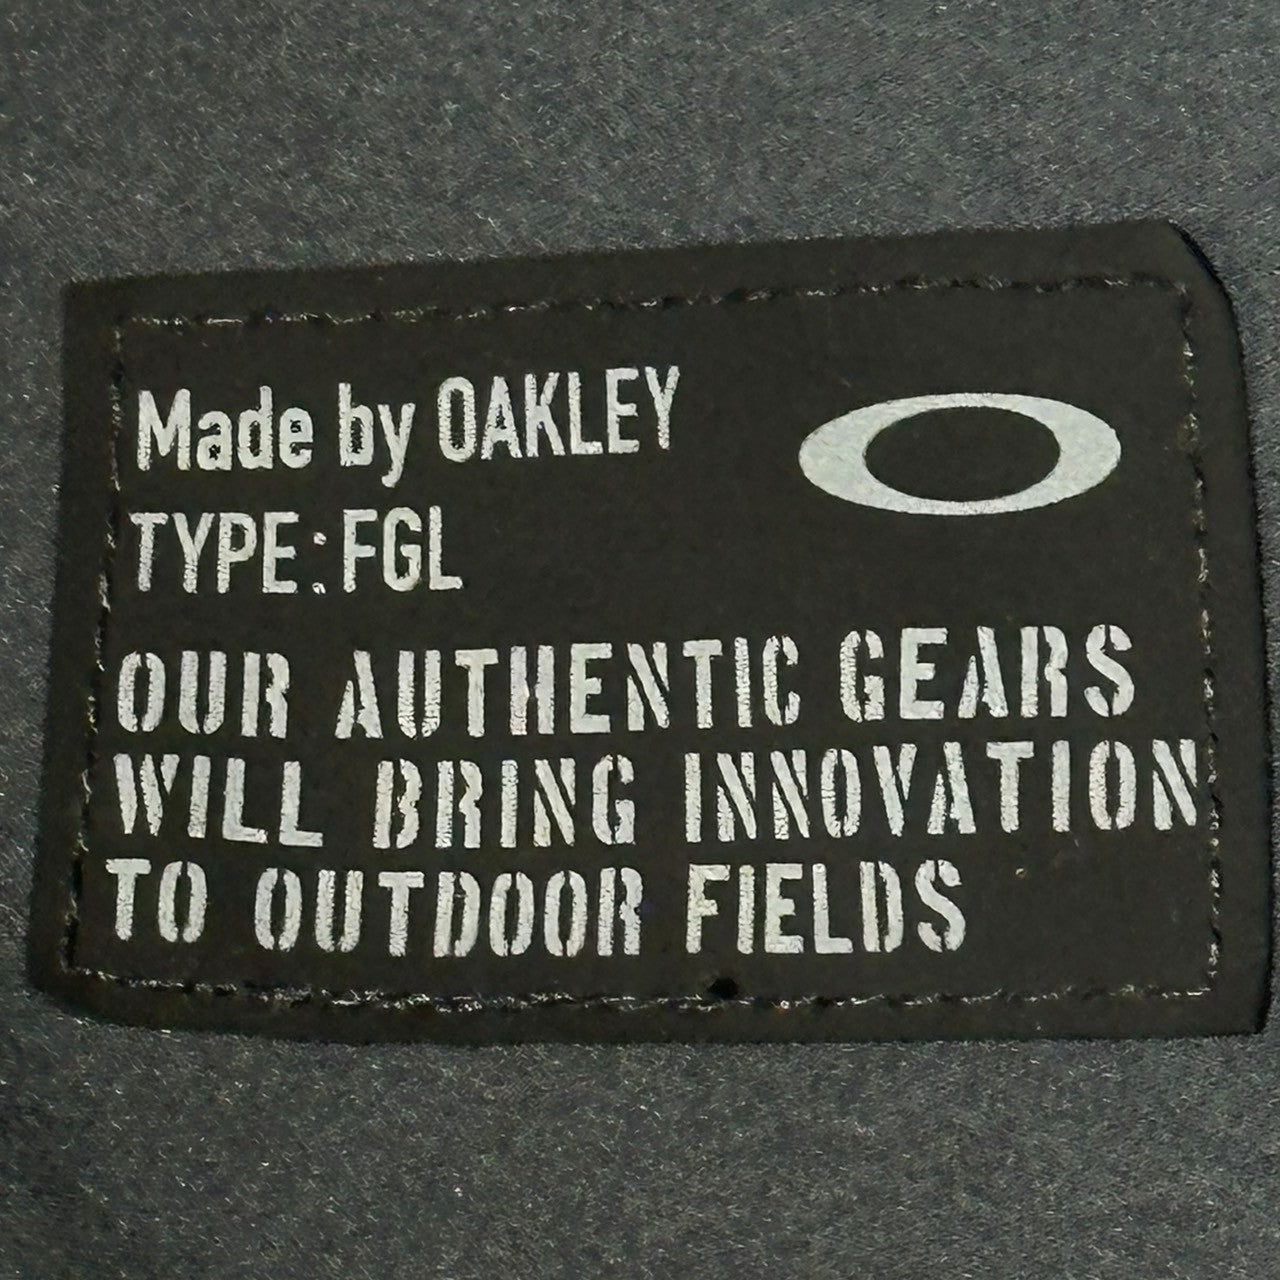 Made by OAKLEY
TYPE:FGL
OUR AUTHENTIC GEARS
WILL BRING INNOVATION
TO OUTDOOR FIELDS